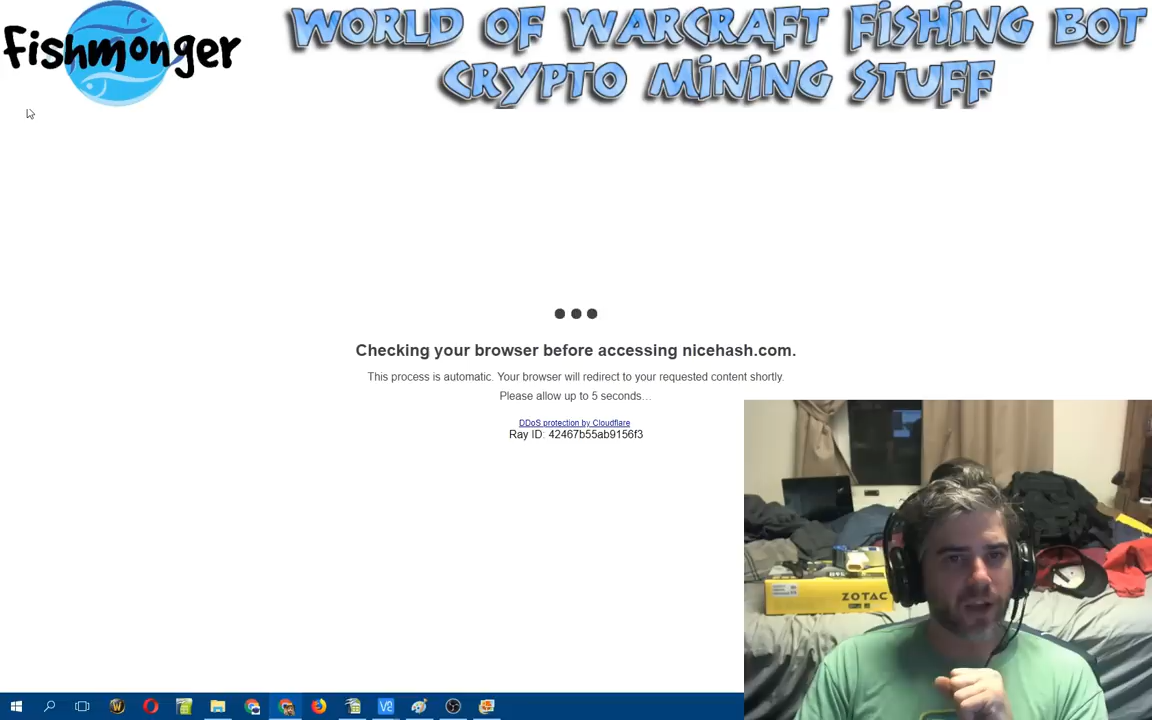 fishmonger
WORLD OF WARCRAFT FISHING BOT
CRYPTO MINING STUFF
Checking your browser before accessing nicehash.com.
This process is automatic. Your browser will redirect to your requested content shortly.
Please allow up to 5 seconds…
DDoS protection by Cloudflare
Ray ID: 42467b55ab9156f3
ZOTAC